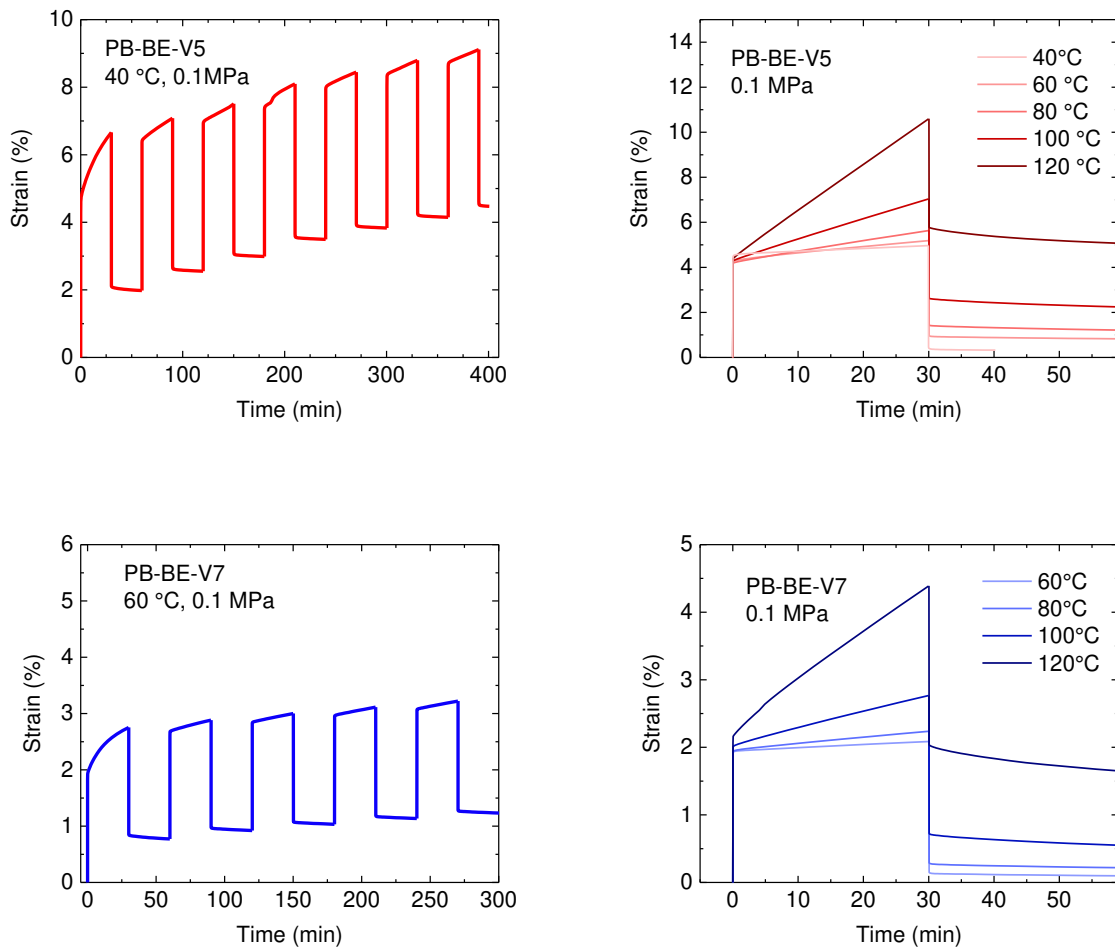 PB-BE-V5
40 °C, 0.1MPa
Strain (%)
10
8
6
4
2
0
0 100 200 300 400
Time (min)
PB-BE-V5
0.1 MPa
40°C
60 °C
80 °C
100 °C
120 °C
Strain (%)
14
12
10
8
6
4
2
0
0 10 20 30 40 50
Time (min)
PB-BE-V7
60 °C, 0.1 MPa
Strain (%)
6
5
4
3
2
1
0
0 50 100 150 200 250 300
Time (min)
PB-BE-V7
0.1 MPa
60°C
80°C
100°C
120°C
Strain (%)
5
4
3
2
1
0
0 10 20 30 40 50
Time (min)